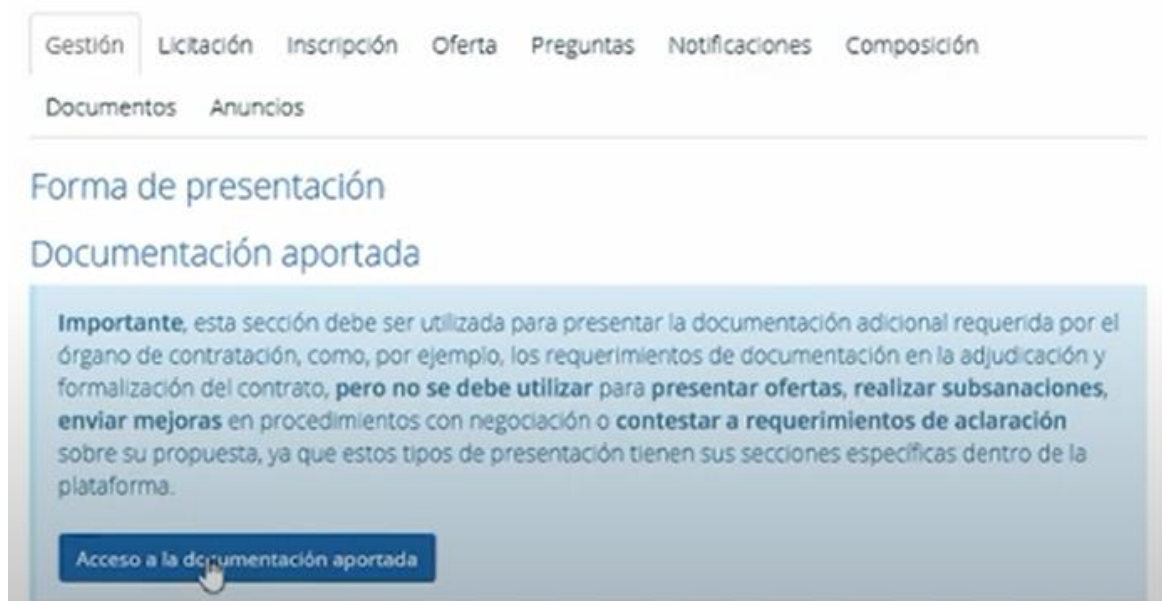 Gestión Licitación Inscripción Oferta Preguntas Notificaciones Composición
Documentos Anuncios
Forma de presentación
Documentación aportada
Importante, esta sección debe ser utilizada para presentar la documentación adicional requerida por el
órgano de contratación, como, por ejemplo, los requerimientos de documentación en la adjudicación y
formalización del contrato, pero no se debe utilizar para presentar ofertas, realizar subsanaciones,
enviar mejoras en procedimientos con negociación o contestar a requerimientos de aclaración
sobre su propuesta, ya que estos tipos de presentación tienen sus secciones específicas dentro de la
plataforma.
Acceso a la documentación aportada